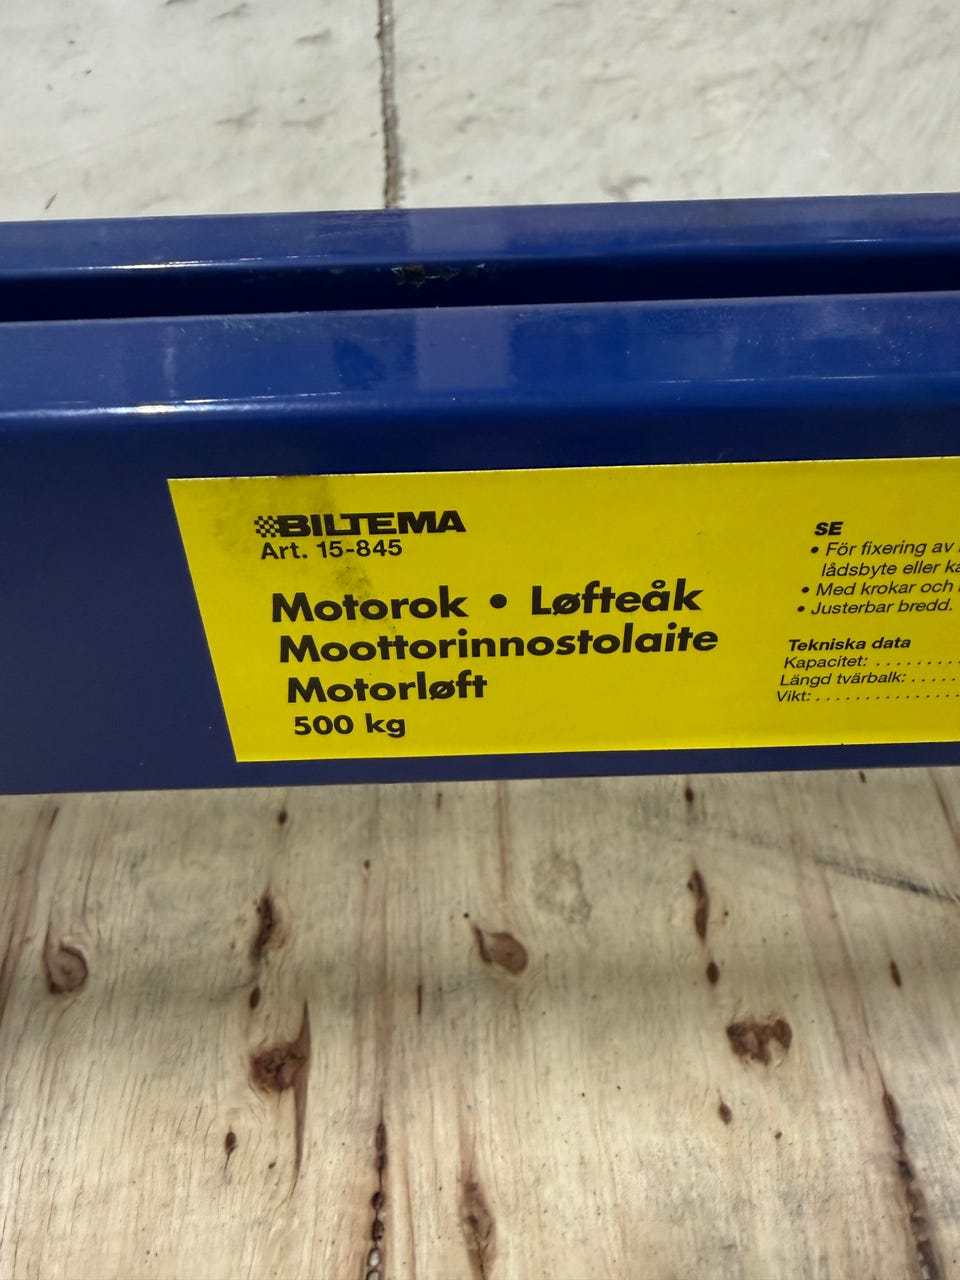 BILTEMA
Art. 15-845
Motorok • Løfteåk
Moottorinnostolaite
Motorløft
500 kg
SE
• För fixering av
lådsbyte eller
• Med krokar och
• Justerbar bredd.
Tekniska data
Kapacitet: . . . . . . . . .
Längd tvärbalk: . . . . .
Vikt: . . . . . . . . . . . . . . .